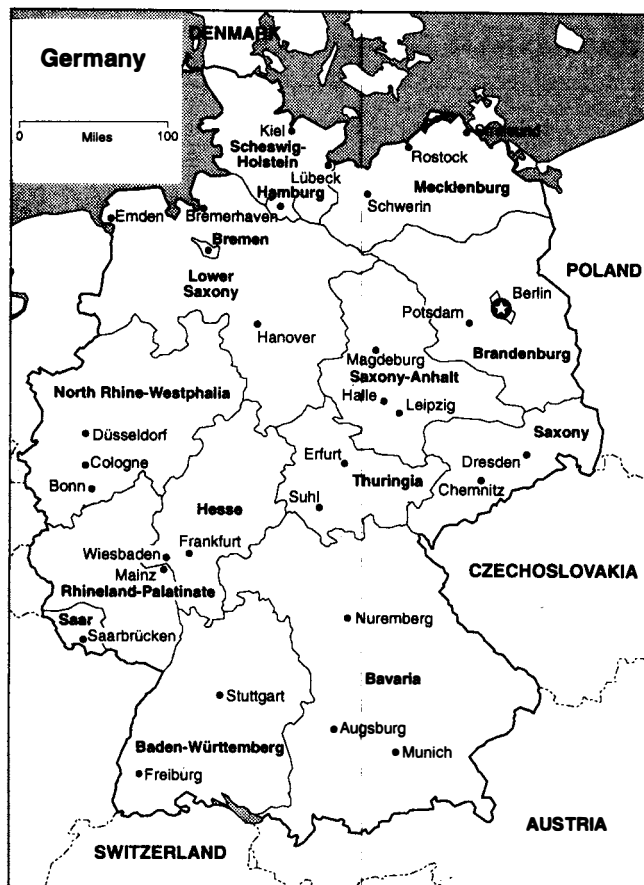 DENMARK
Germany
0 Miles 100
Kiel
Scheswig-
Holstein
Lübeck
Hamburg
Stralsund
Rostock
Mecklenburg
Schwerin
Emden
Bremerhaven
Bremen
Lower
Saxony
Hanover
POLAND
Berlin
Potsdam
Brandenburg
Magdeburg
Saxony-Anhalt
Halle
Leipzig
North Rhine-Westphalia
Düsseldorf
Cologne
Bonn
Saxony
Dresden
Chemnitz
Erfurt
Thuringia
Suhl
Hesse
Frankfurt
Wiesbaden
Mainz
Rhineland-Palatinate
Saar
Saarbrücken
CZECHOSLOVAKIA
Nuremberg
Bavaria
Stuttgart
Augsburg
Munich
Baden-Württemberg
Freiburg
AUSTRIA
SWITZERLAND